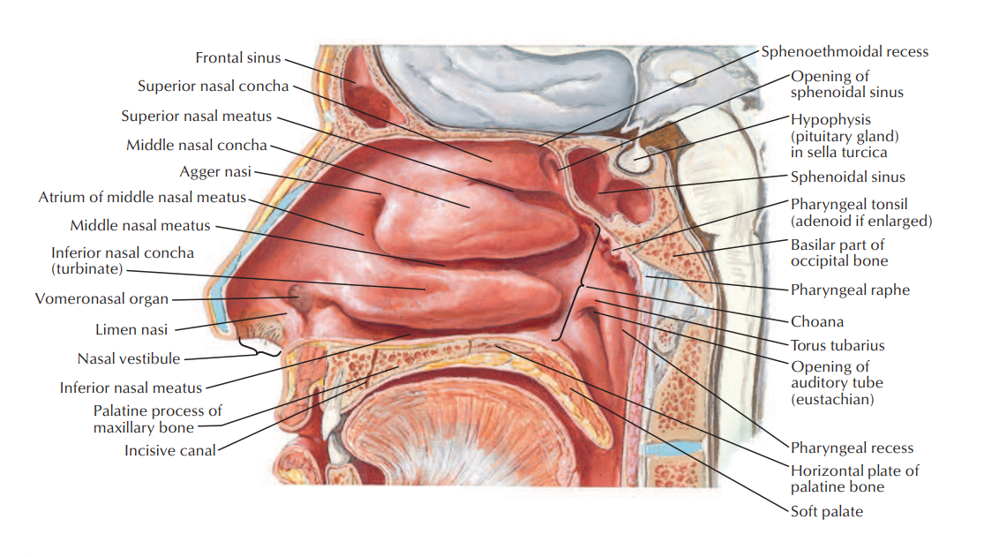 Frontal sinus
Superior nasal concha
Superior nasal meatus
Middle nasal concha
Agger nasi
Atrium of middle nasal meatus
Middle nasal meatus
Inferior nasal concha
(turbinate)
Vomeronasal organ
Limen nasi
Nasal vestibule
Inferior nasal meatus
Palatine process of
maxillary bone
Incisive canal
Sphenoethmoidal recess
Opening of
sphenoidal sinus
Hypophysis
(pituitary gland)
in sella turcica
Sphenoidal sinus
Pharyngeal tonsil
(adenoid if enlarged)
Basilar part of
occipital bone
Pharyngeal raphe
Choana
Torus tubarius
Opening of
auditory tube
(eustachian)
Pharyngeal recess
Horizontal plate of
palatine bone
Soft palate